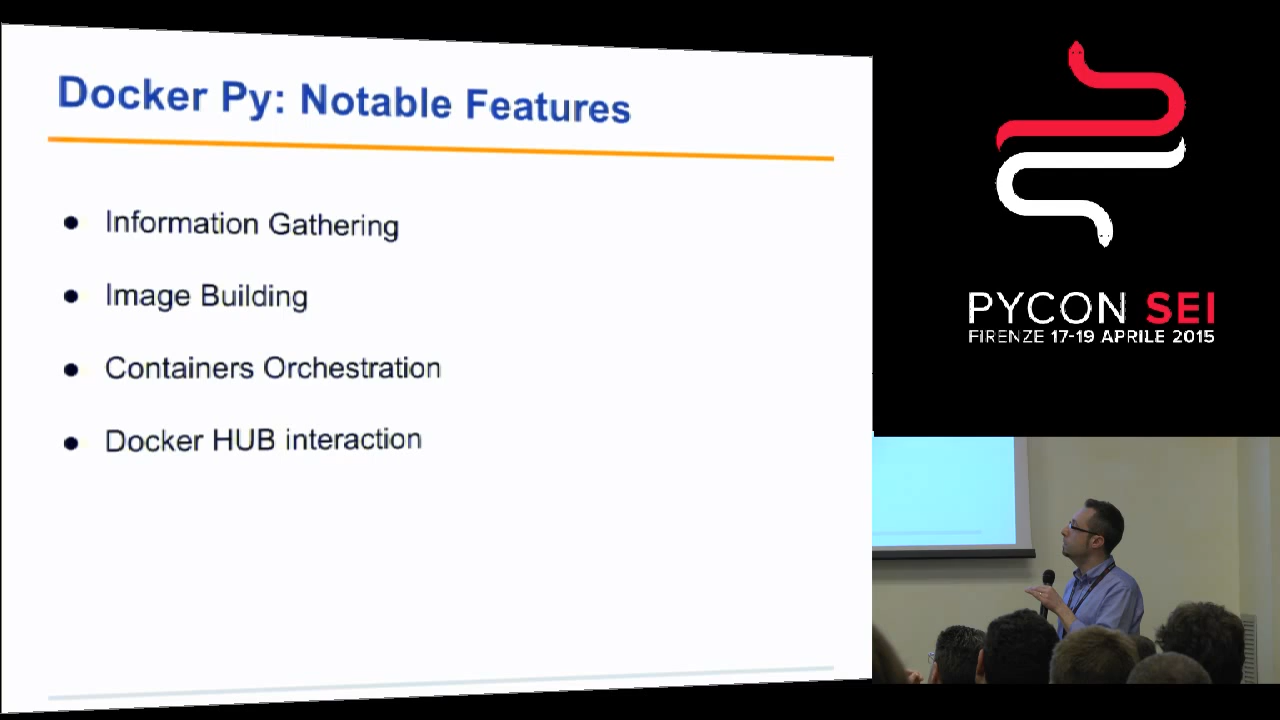 Docker Py: Notable Features
● Information Gathering
● Image Building
● Containers Orchestration
● Docker HUB interaction
PYCON SEI
FIRENZE 17-19 APRILE 2015